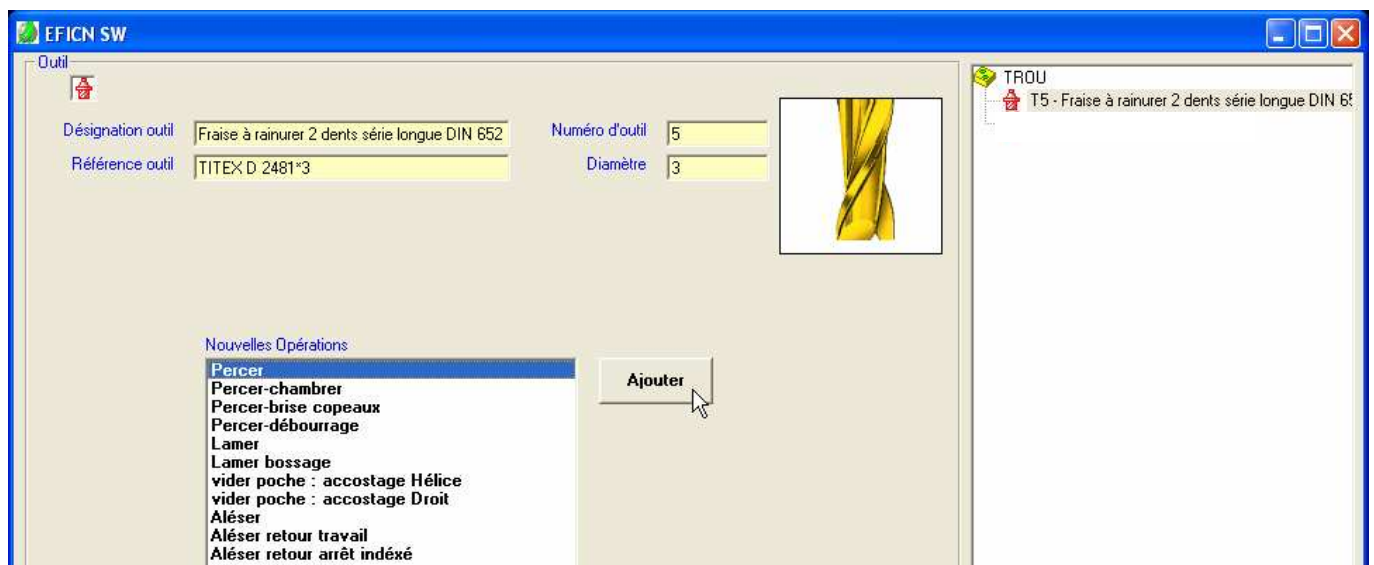 EFICN SW
Outil
Désignation outil Fraise à rainurer 2 dents série longue DIN 652 Numéro d'outil 5
Référence outil TITEX D 2481*3 Diamètre 3
Nouvelles Opérations
Percer
Percer-chambrer
Percer-brise copeaux
Percer-débourrage
Lamer
Lamer bossage
vider poche : accostage Hélice
vider poche : accostage Droit
Aléser
Aléser retour travail
Aléser retour arrêt indéxé
Ajouter
TROU
T5 - Fraise à rainurer 2 dents série longue DIN